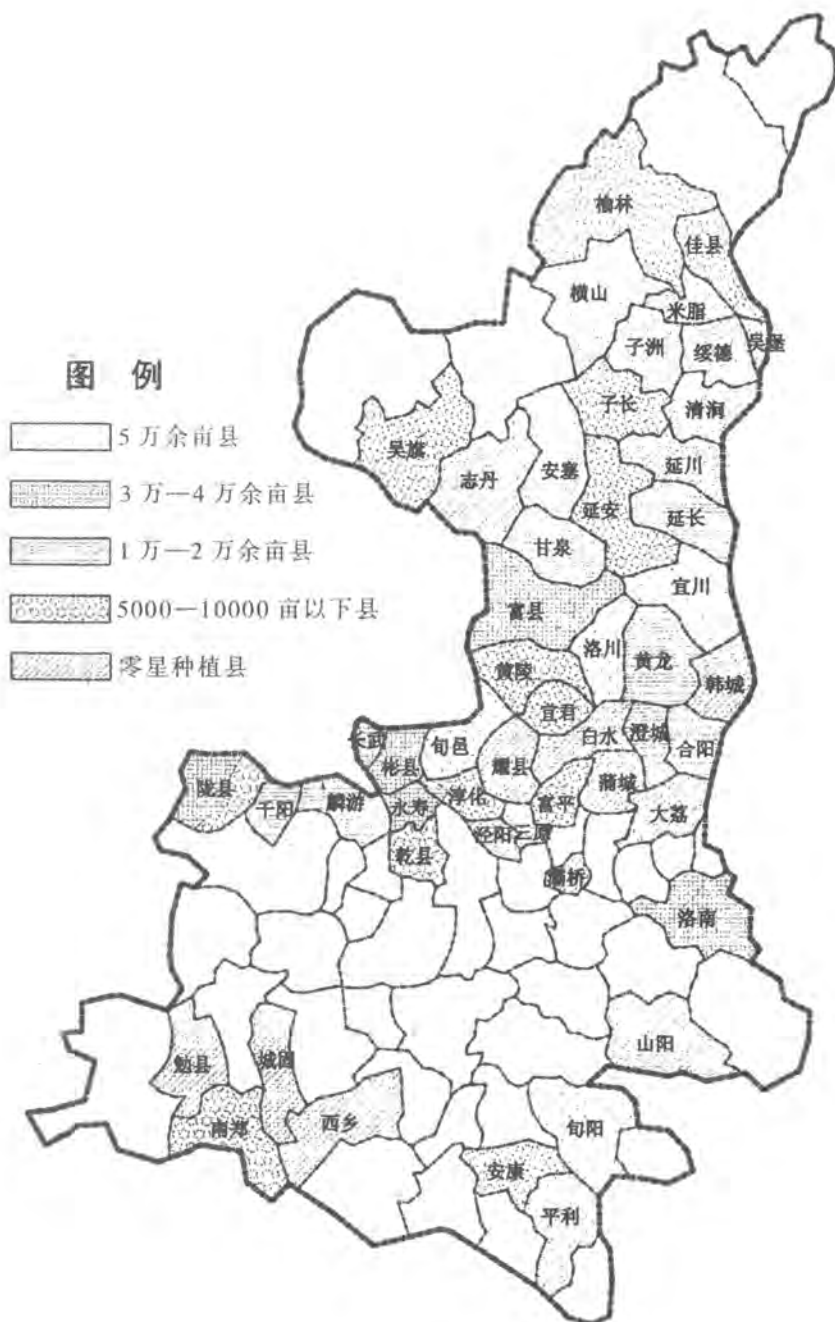 图 例
5 万余亩县
3 万—4 万余亩县
1 万—2 万余亩县
5000—10000 亩以下县
零星种植县
榆林
佳县
横山
米脂
子洲
绥德
吴堡
子长
清涧
吴旗
志丹
安塞
延川
延安
延长
甘泉
宜川
富县
洛川
黄龙
韩城
黄陵
宜君
白水
澄城
合阳
长武
彬县
旬邑
耀县
蒲城
陇县
千阳
麟游
永寿
淳化
富平
大荔
泾阳
三原
乾县
灞桥
洛南
勉县
城固
山阳
南郑
西乡
旬阳
安康
平利